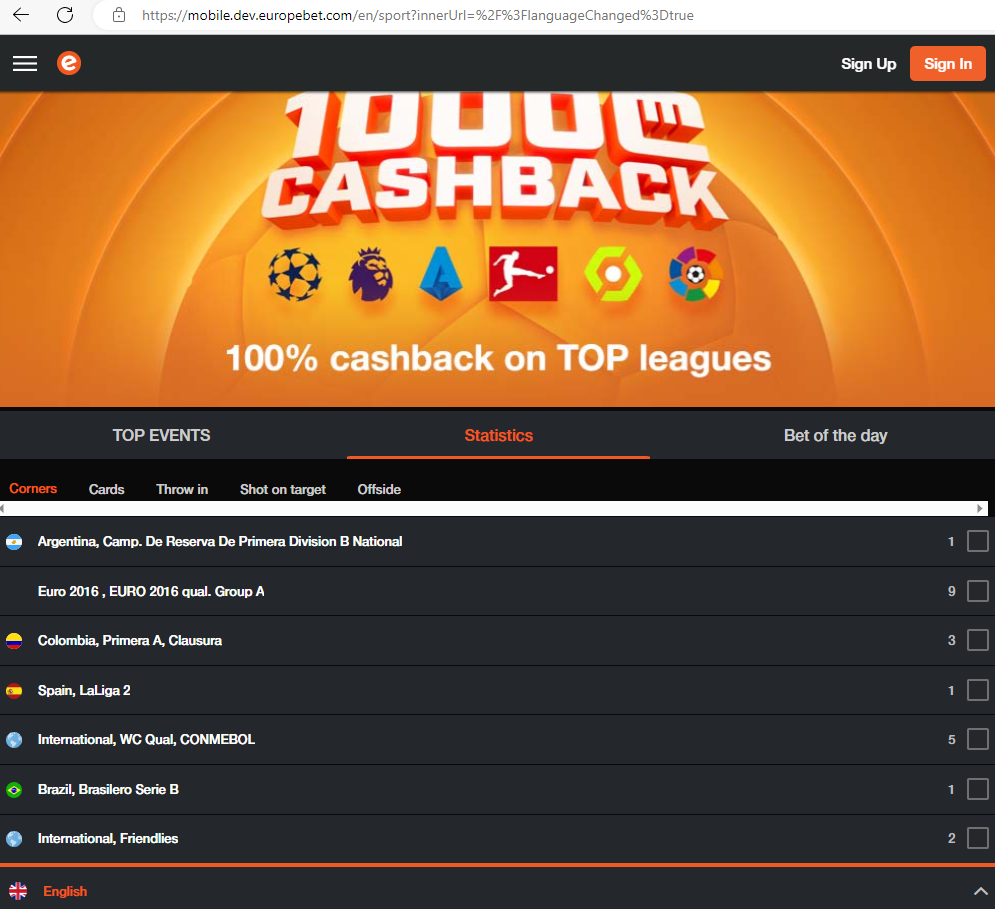 https://mobile.dev.europebet.com/en/sport?innerUrl=%2F%3FlanguageChanged%3Dtrue
e
Sign Up
Sign In
1000₾
CASHBACK
100% cashback on TOP leagues
TOP EVENTS
Statistics
Bet of the day
Corners
Cards
Throw in
Shot on target
Offside
Argentina, Camp. De Reserva De Primera Division B National 1
Euro 2016 , EURO 2016 qual. Group A 9
Colombia, Primera A, Clausura 3
Spain, LaLiga 2 1
International, WC Qual, CONMEBOL 5
Brazil, Brasilero Serie B 1
International, Friendlies 2
English